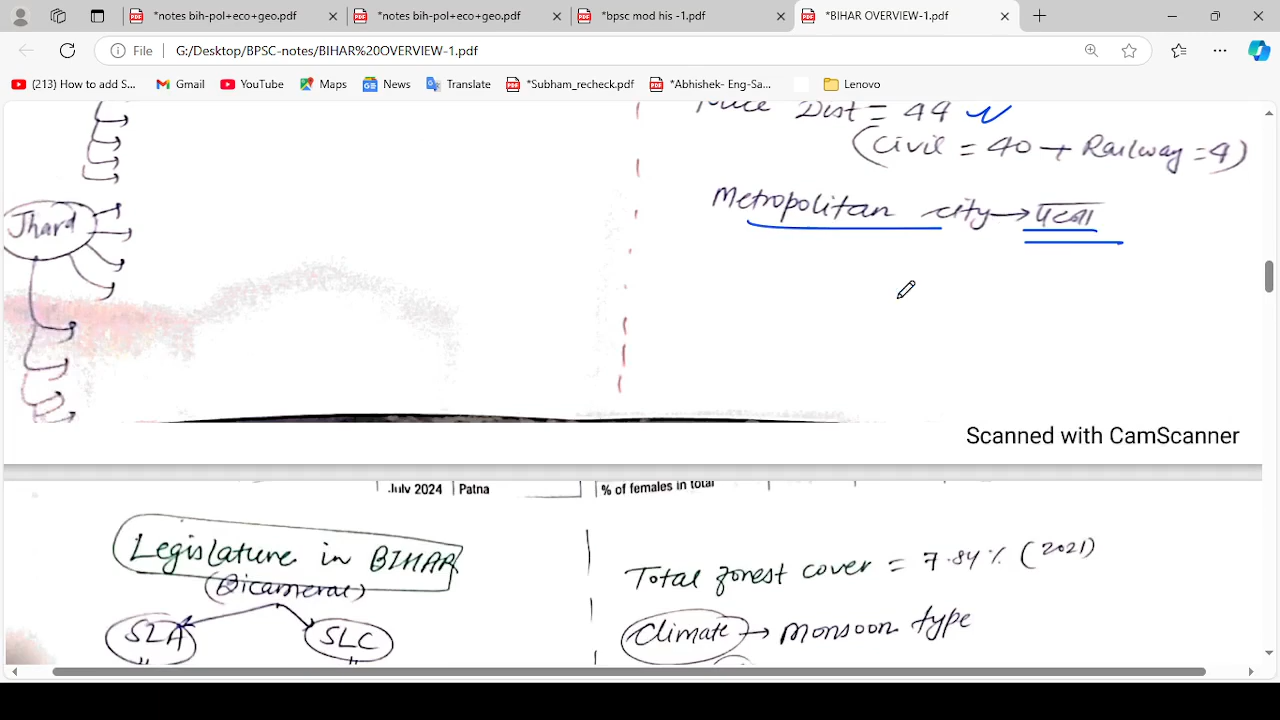 *notes bih-pol+eco+geo.pdf
*notes bih-pol+eco+geo.pdf
*bpsc mod his -1.pdf
*BIHAR OVERVIEW-1.pdf
File G:/Desktop/BPSC-notes/BIHAR%20OVERVIEW-1.pdf
(213) How to add S...
Gmail
YouTube
Maps
News
Translate
*Subham_recheck.pdf
*Abhishek- Eng-Sa...
Lenovo
Dist = 44
(Civil = 40 + Railway = 4)
Metropolitan city → पटना
Jhard
Scanned with CamScanner
July 2024 Patna
% of females in total
Legislature in BIHAR
(Bicameral)
SLA SLC
Total forest cover = 7.84% (2021)
Climate → monsoon type